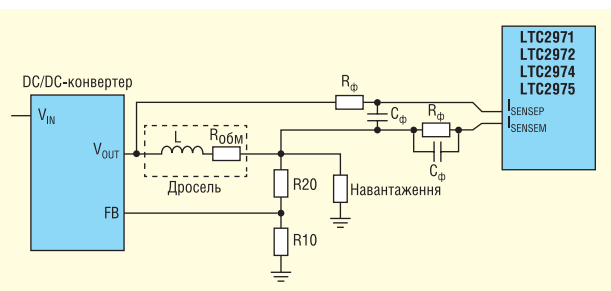 LTC2971
LTC2972
LTC2974
LTC2975
DC/DC-конвертер
Rф
Cф
Rф
ISENSEP
ISENSEM
Cф
VIN
VOUT
L
Rобм
Дросель
R20
Навантаження
FB
R10